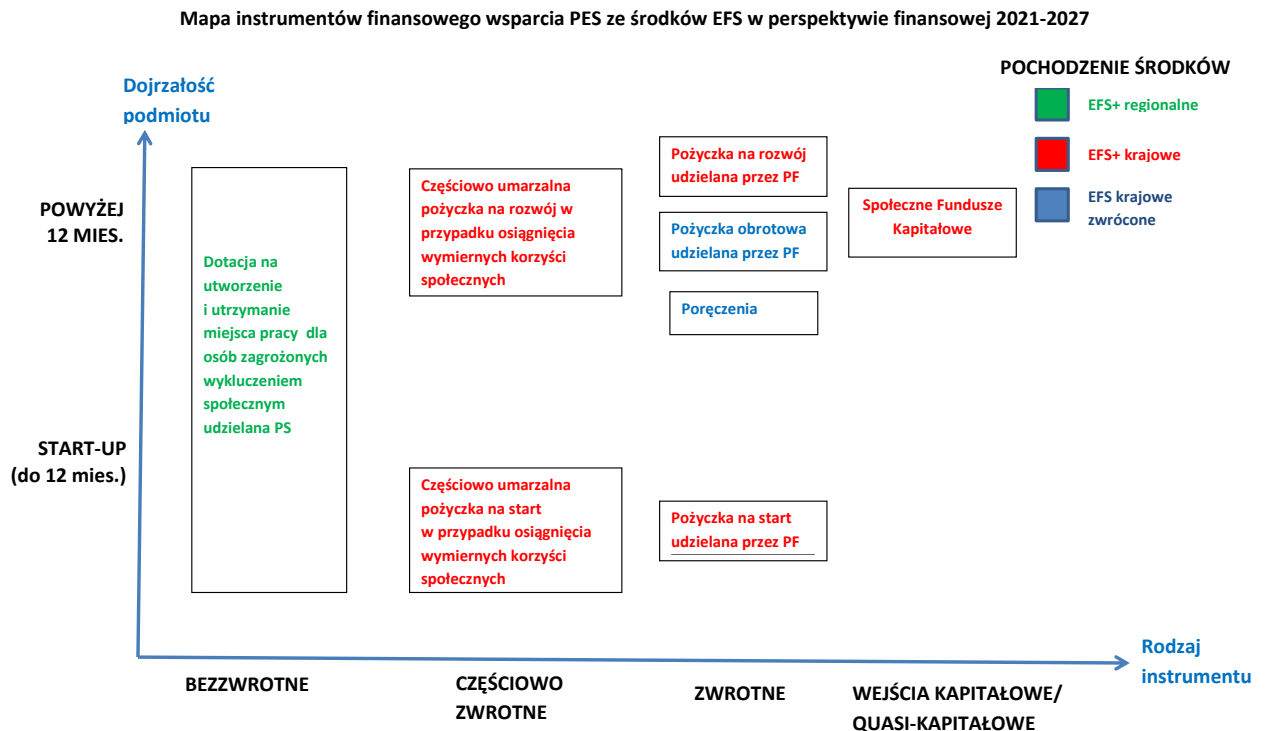 Mapa instrumentów finansowego wsparcia PES ze środków EFS w perspektywie finansowej 2021-2027
POCHODZENIE ŚRODKÓW
EFS+ regionalne
EFS+ krajowe
EFS krajowe
zwrócone
Dojrzałość
podmiotu
POWYŻEJ
12 MIES.
START-UP
(do 12 mies.)
Dotacja na
utworzenie
i utrzymanie
miejsca pracy dla
osób zagrożonych
wykluczeniem
społecznym
udzielana PS
Częściowo umarzalna
pożyczka na rozwój w
przypadku osiągnięcia
wymiernych korzyści
społecznych
Pożyczka na rozwój
udzielana przez PF
Pożyczka obrotowa
udzielana przez PF
Poręczenia
Społeczne Fundusze
Kapitałowe
Częściowo umarzalna
pożyczka na start
w przypadku osiągnięcia
wymiernych korzyści
społecznych
Pożyczka na start
udzielana przez PF
Rodzaj
instrumentu
BEZZWROTNE
CZĘŚCIOWO
ZWROTNE
ZWROTNE
WEJŚCIA KAPITAŁOWE/
QUASI-KAPITAŁOWE